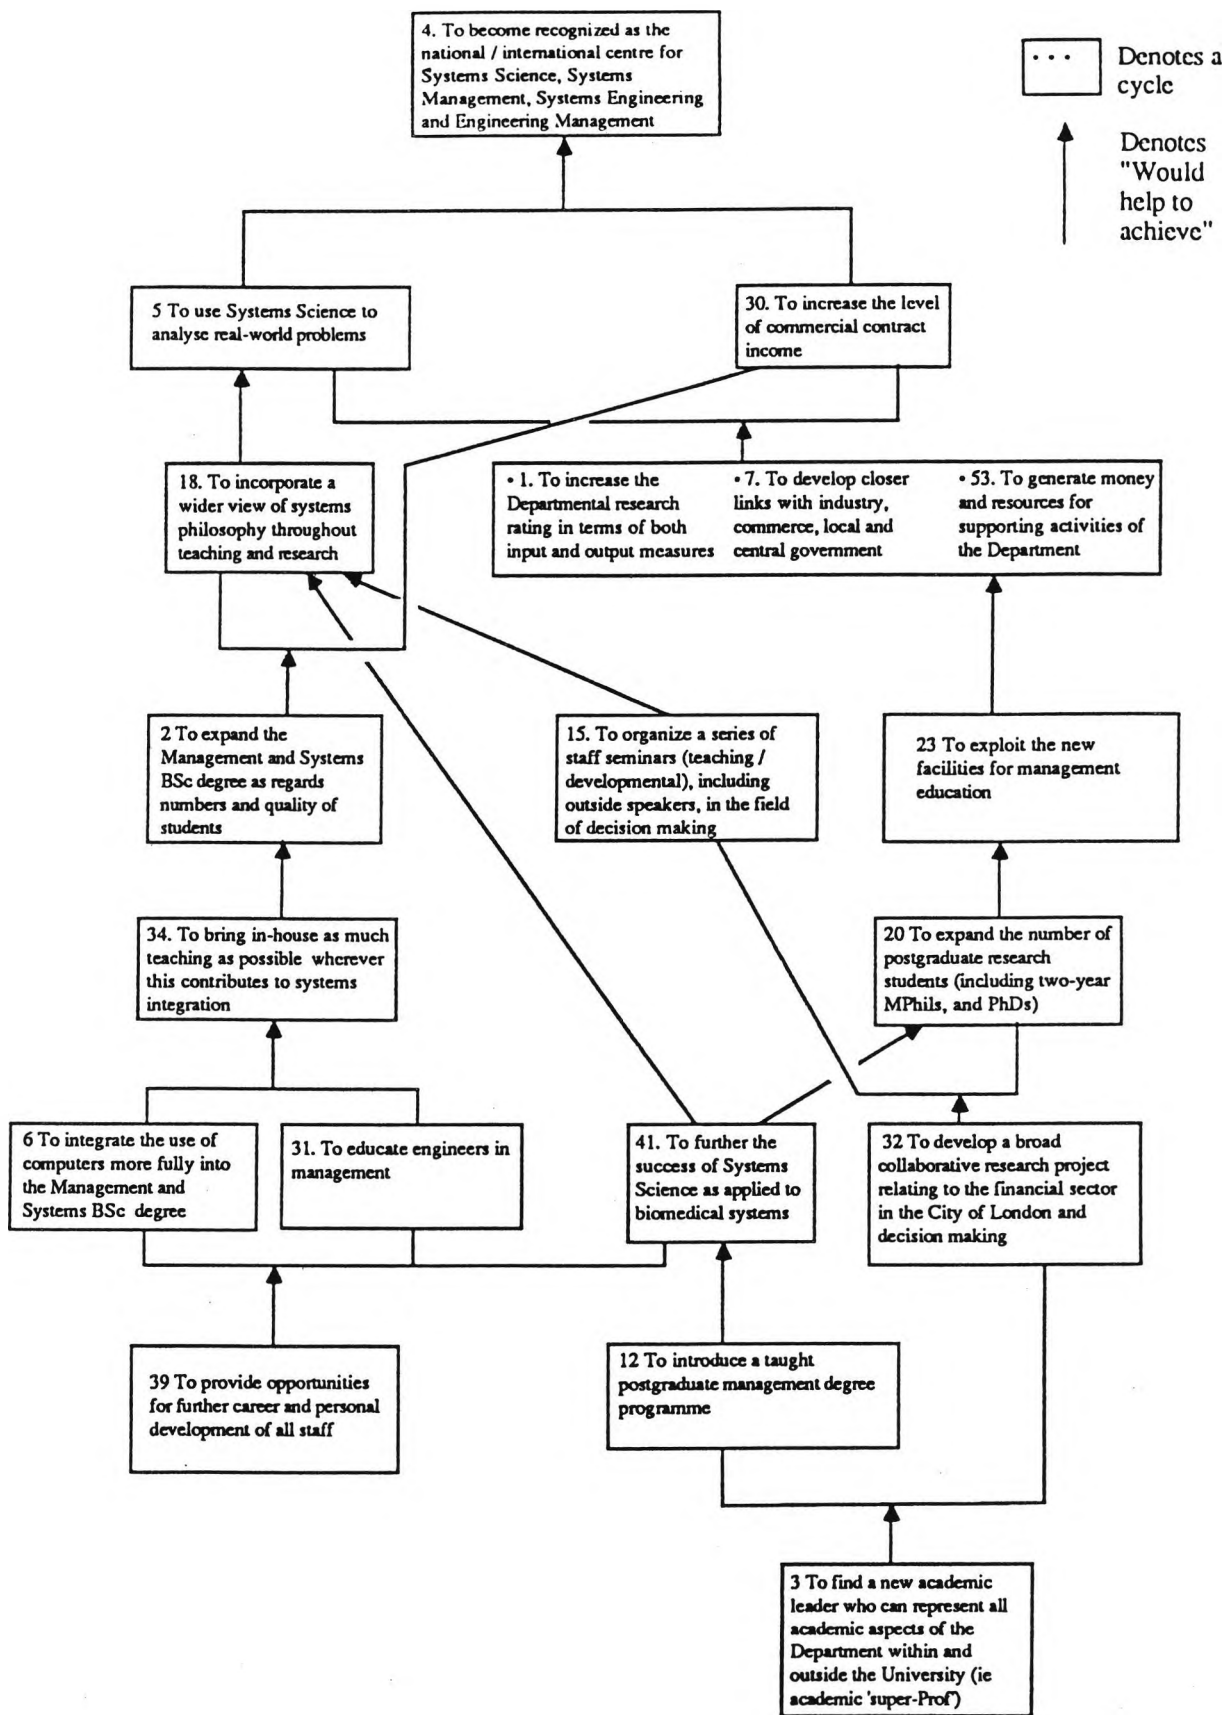 4. To become recognized as the
national / international centre for
Systems Science, Systems
Management, Systems Engineering
and Engineering Management
• • • Denotes a
cycle
Denotes
"Would
help to
achieve"
5 To use Systems Science to
analyse real-world problems
30. To increase the level
of commercial contract
income
18. To incorporate a
wider view of systems
philosophy throughout
teaching and research
• 1. To increase the
Departmental research
rating in terms of both
input and output measures
• 7. To develop closer
links with industry,
commerce, local and
central government
• 53. To generate money
and resources for
supporting activities of
the Department
2 To expand the
Management and Systems
BSc degree as regards
numbers and quality of
students
15. To organize a series of
staff seminars (teaching /
developmental), including
outside speakers, in the field
of decision making
23 To exploit the new
facilities for management
education
34. To bring in-house as much
teaching as possible wherever
this contributes to systems
integration
20 To expand the number of
postgraduate research
students (including two-year
MPhils, and PhDs)
6 To integrate the use of
computers more fully into
the Management and
Systems BSc degree
31. To educate engineers in
management
41. To further the
success of Systems
Science as applied to
biomedical systems
32 To develop a broad
collaborative research project
relating to the financial sector
in the City of London and
decision making
39 To provide opportunities
for further career and personal
development of all staff
12 To introduce a taught
postgraduate management degree
programme
3 To find a new academic
leader who can represent all
academic aspects of the
Department within and
outside the University (ie
academic 'super-Prof')